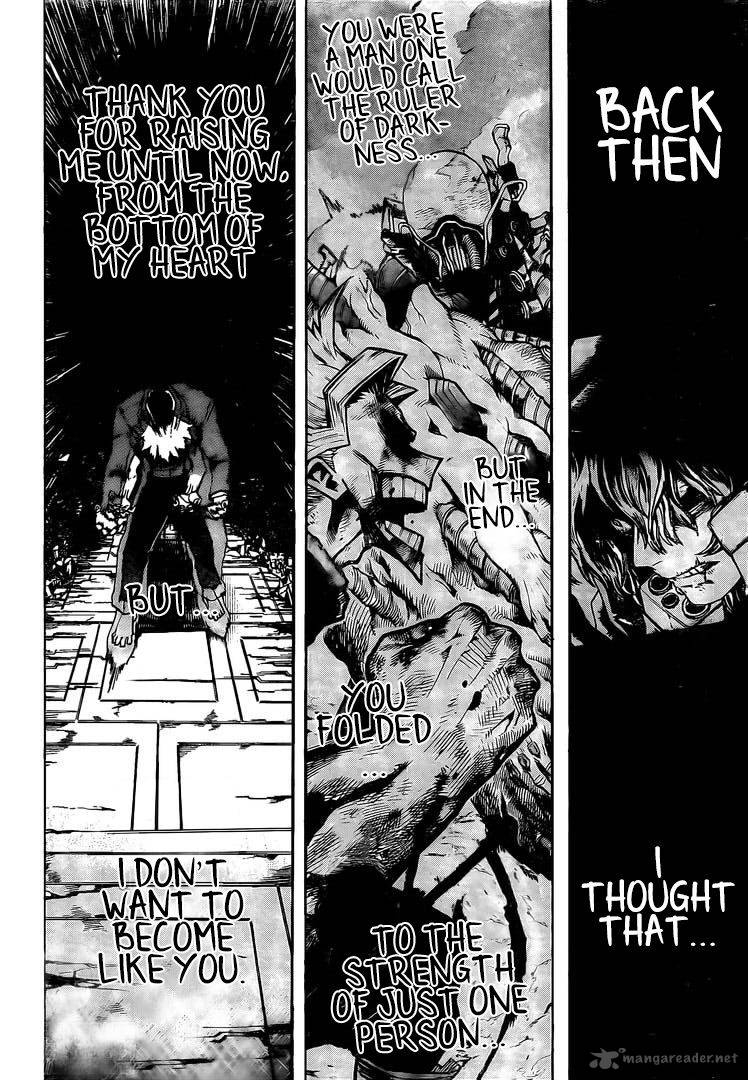 BACK
THEN
I
THOUGHT
THAT...
YOU WERE
A MAN ONE
WOULD CALL
THE RULER
OF DARK-
NESS...
BUT
IN THE
END...
YOU
FOLDED
...
TO THE
STRENGTH
OF JUST ONE
PERSON...
THANK YOU
FOR RAISING
ME UNTIL NOW,
FROM THE
BOTTOM OF
MY HEART
BUT...
I DON'T
WANT TO
BECOME
LIKE YOU.
mangareader.net